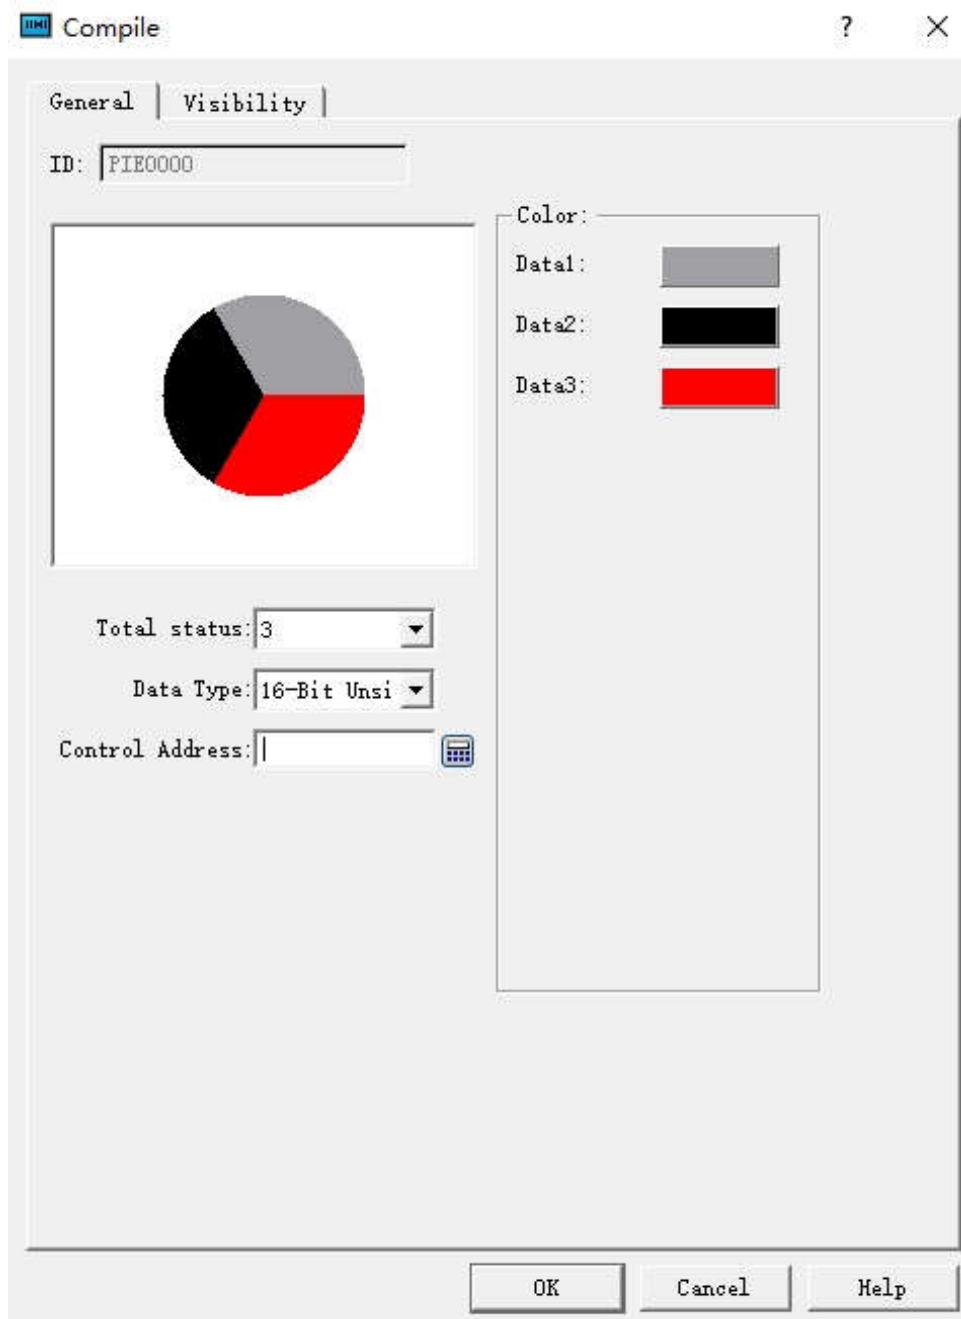 Compile
General Visibility
ID: PIE0000
Color:
Data1:
Data2:
Data3:
Total status: 3
Data Type: 16-Bit Unsi
Control Address:
OK Cancel Help